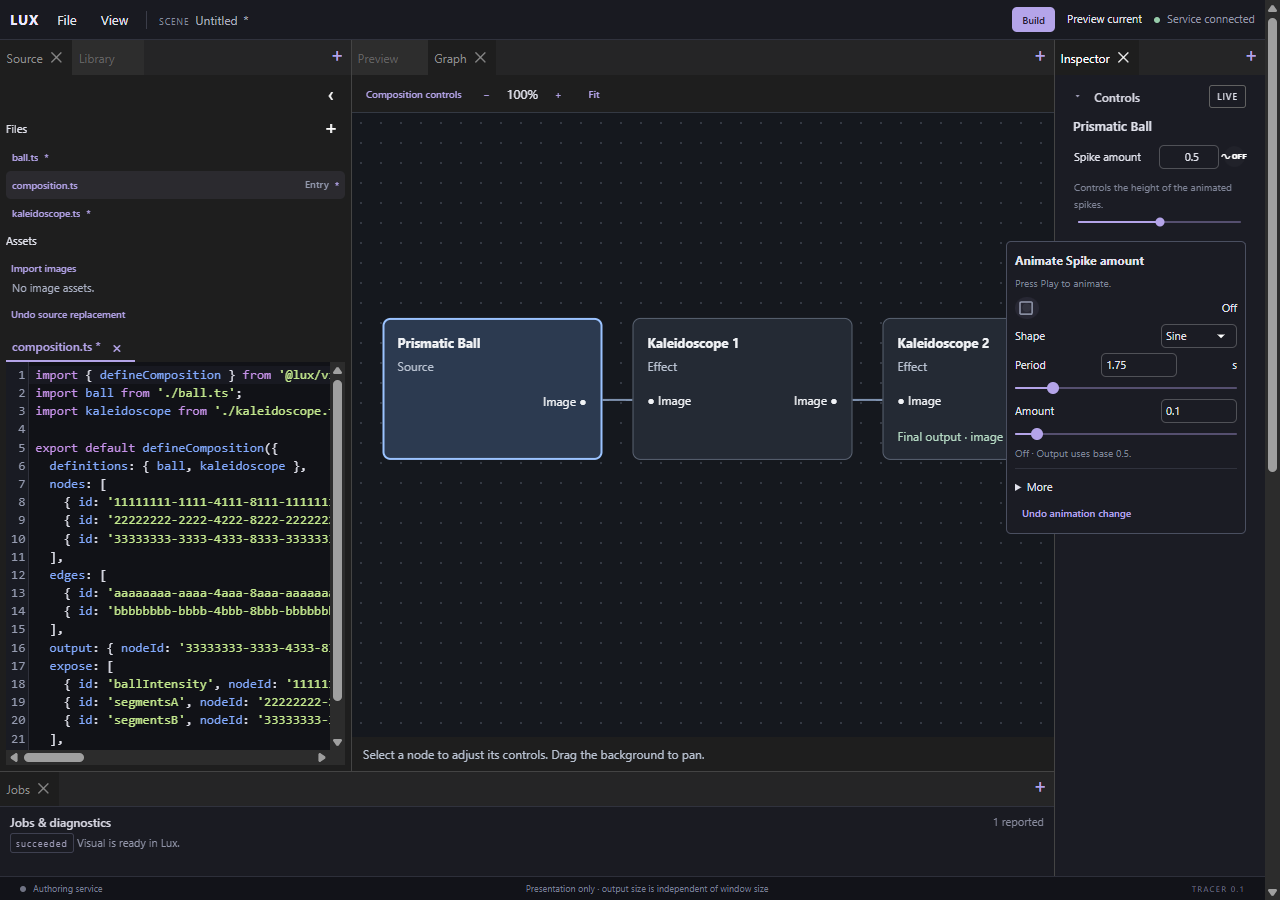 LUX File View SCENE Untitled * Build Preview current Service connected
Source Library + Preview Graph + Inspector +
Composition controls − 100% + Fit
Controls LIVE
Prismatic Ball
Spike amount 0.5 OFF
Controls the height of the animated
spikes.
Files +
ball.ts *
composition.ts Entry *
kaleidoscope.ts *
Assets
Import images
No image assets.
Undo source replacement
composition.ts * ×
1 import { defineComposition } from '@lux/v
2 import ball from './ball.ts';
3 import kaleidoscope from './kaleidoscope.
4
5 export default defineComposition({
6 definitions: { ball, kaleidoscope },
7 nodes: [
8 { id: '11111111-1111-4111-8111-1111111
9 { id: '22222222-2222-4222-8222-2222222
10 { id: '33333333-3333-4333-8333-3333333
11 ],
12 edges: [
13 { id: 'aaaaaaaa-aaaa-4aaa-8aaa-aaaaaaa
14 { id: 'bbbbbbbb-bbbb-4bbb-8bbb-bbbbbbb
15 ],
16 output: { nodeId: '33333333-3333-4333-8
17 expose: [
18 { id: 'ballIntensity', nodeId: '11111
19 { id: 'segmentsA', nodeId: '22222222-
20 { id: 'segmentsB', nodeId: '33333333-
21 ],
Prismatic Ball
Source
Image
Kaleidoscope 1
Effect
Image Image
Kaleidoscope 2
Effect
Image
Final output · image
Animate Spike amount
Press Play to animate.
Off
Shape Sine
Period 1.75 s
Amount 0.1
Off · Output uses base 0.5.
More
Undo animation change
Select a node to adjust its controls. Drag the background to pan.
Jobs +
Jobs & diagnostics 1 reported
succeeded Visual is ready in Lux.
Authoring service Presentation only · output size is independent of window size TRACER 0.1